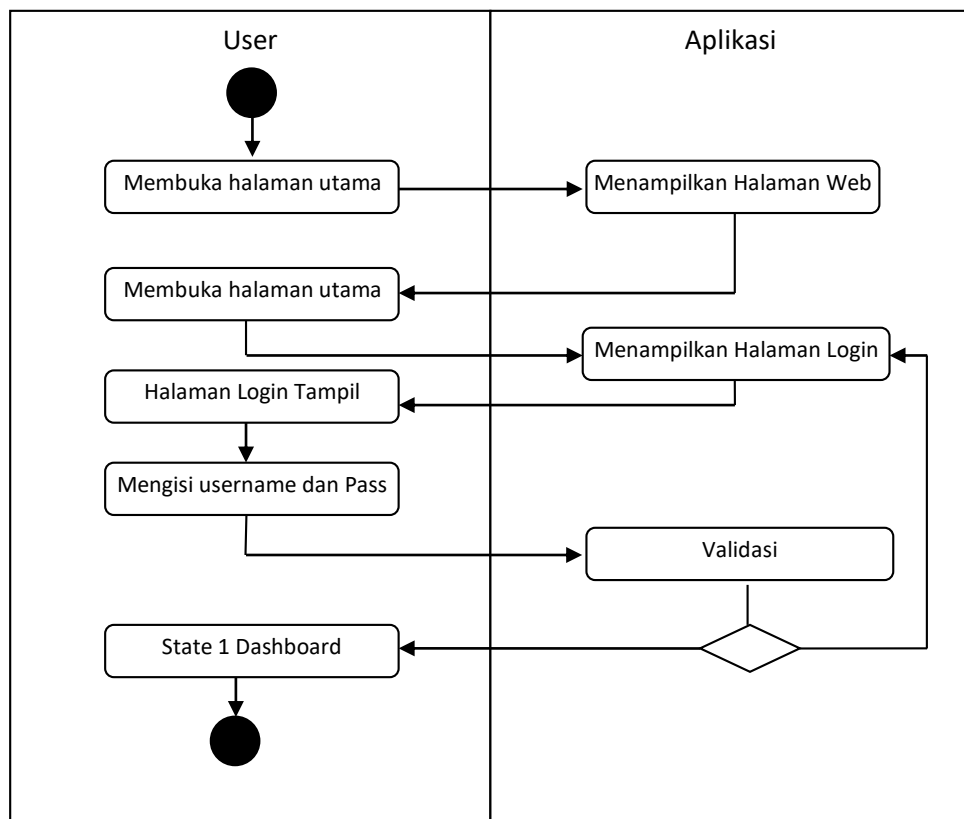 User
Aplikasi
Membuka halaman utama
Menampilkan Halaman Web
Membuka halaman utama
Menampilkan Halaman Login
Halaman Login Tampil
Mengisi username dan Pass
Validasi
State 1 Dashboard